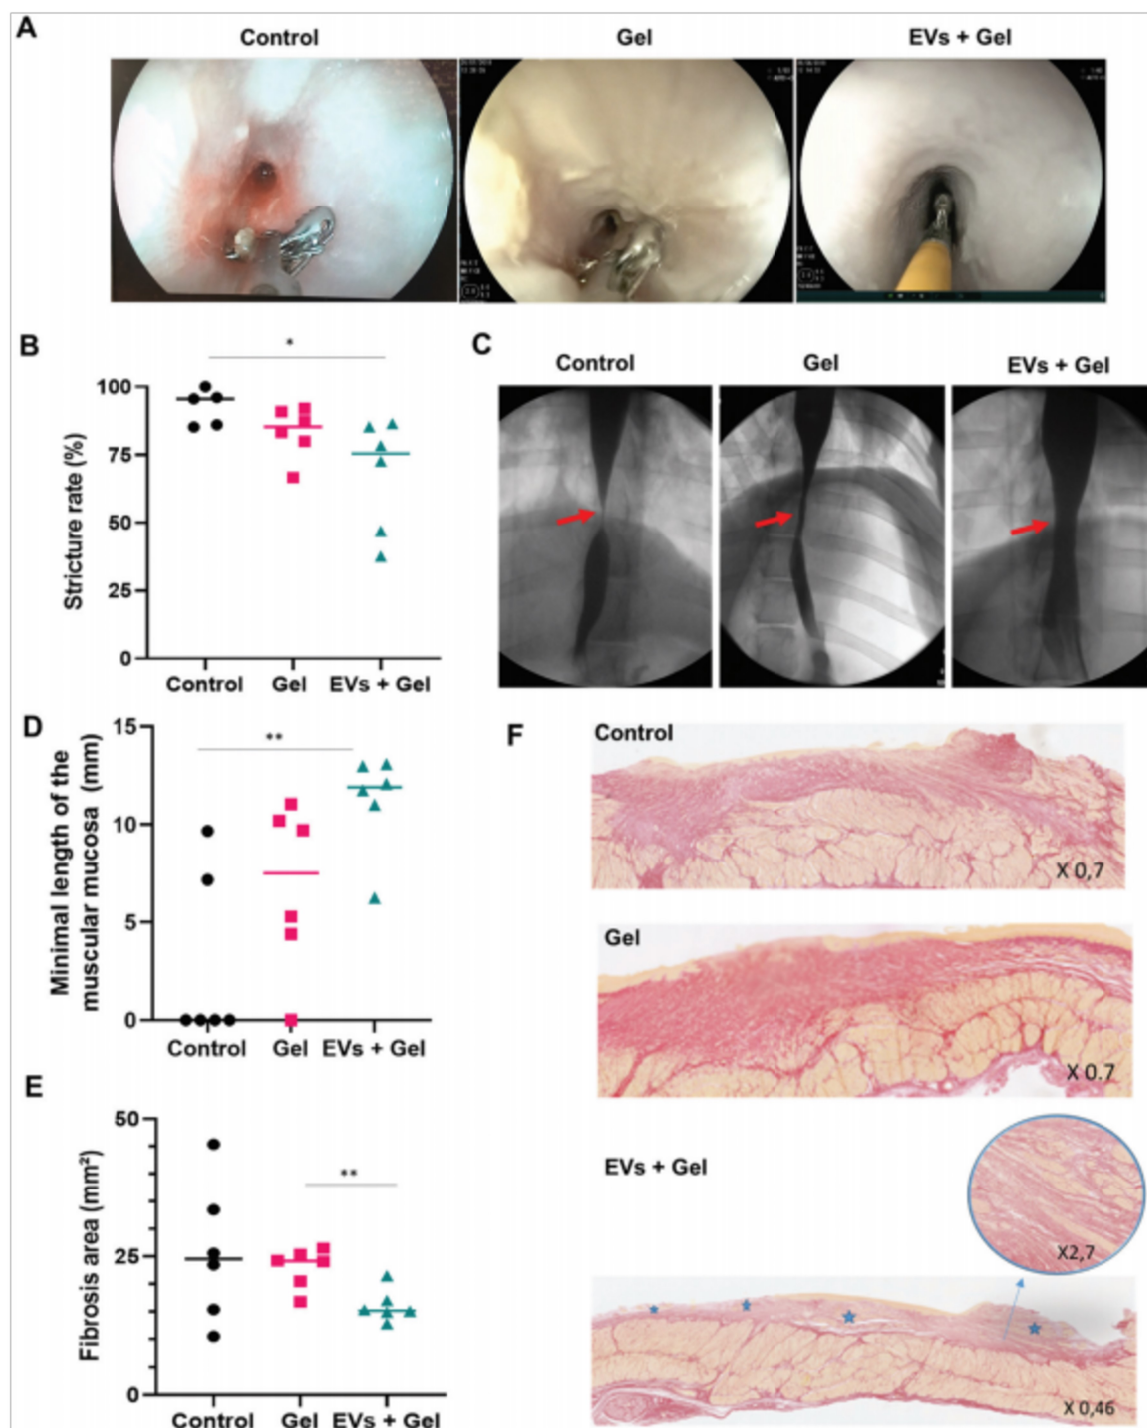 A
Control
Gel
EVs + Gel
B
*
Stricture rate (%)
100
75
50
25
0
Control
Gel
EVs + Gel
C
Control
Gel
EVs + Gel
D
**
Minimal length of the
muscular mucosa (mm)
15
10
5
0
Control
Gel
EVs + Gel
E
**
Fibrosis area (mm²)
50
25
0
Control
Gel
EVs + Gel
F
Control
X 0,7
Gel
X 0.7
EVs + Gel
X2,7
X 0,46